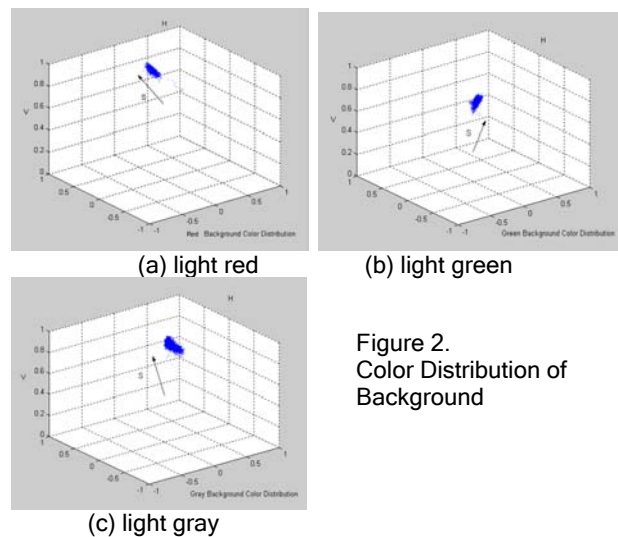 H
1
0.8
0.6
V
0.4
0.2
0
1
0.5
0
-0.5
-1 -1
-0.5
0
0.5
1
S
Red Background Color Distribution
(a) light red
H
1
0.8
0.6
V
0.4
0.2
0
1
0.5
0
-0.5
-1 -1
-0.5
0
0.5
1
S
Green Background Color Distribution
(b) light green
H
1
0.8
0.6
V
0.4
0.2
0
1
0.5
0
-0.5
-1 -1
-0.5
0
0.5
1
S
Gray Background Color Distribution
(c) light gray
Figure 2.
Color Distribution of
Background